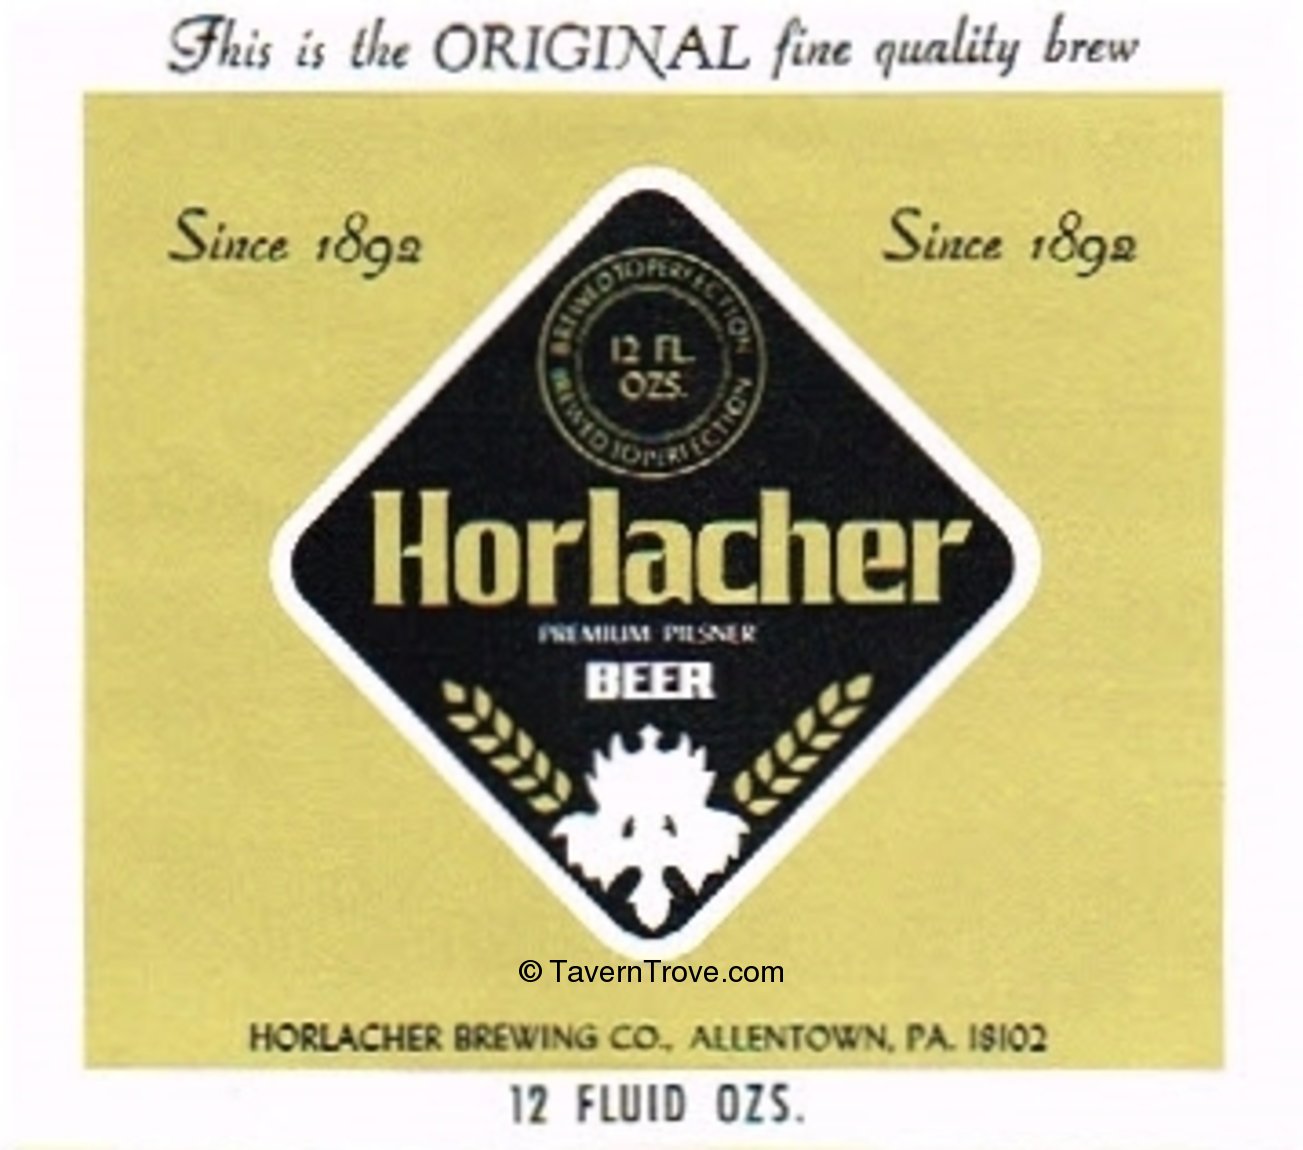 This is the ORIGINAL fine quality brew
Since 1892 Since 1892
BREWED TO PERFECTION
12 FL.
OZS.
BREWED TO PERFECTION
Horlacher
PREMIUM PILSNER
BEER
© TavernTrove.com
HORLACHER BREWING CO., ALLENTOWN, PA. 18102
12 FLUID OZS.